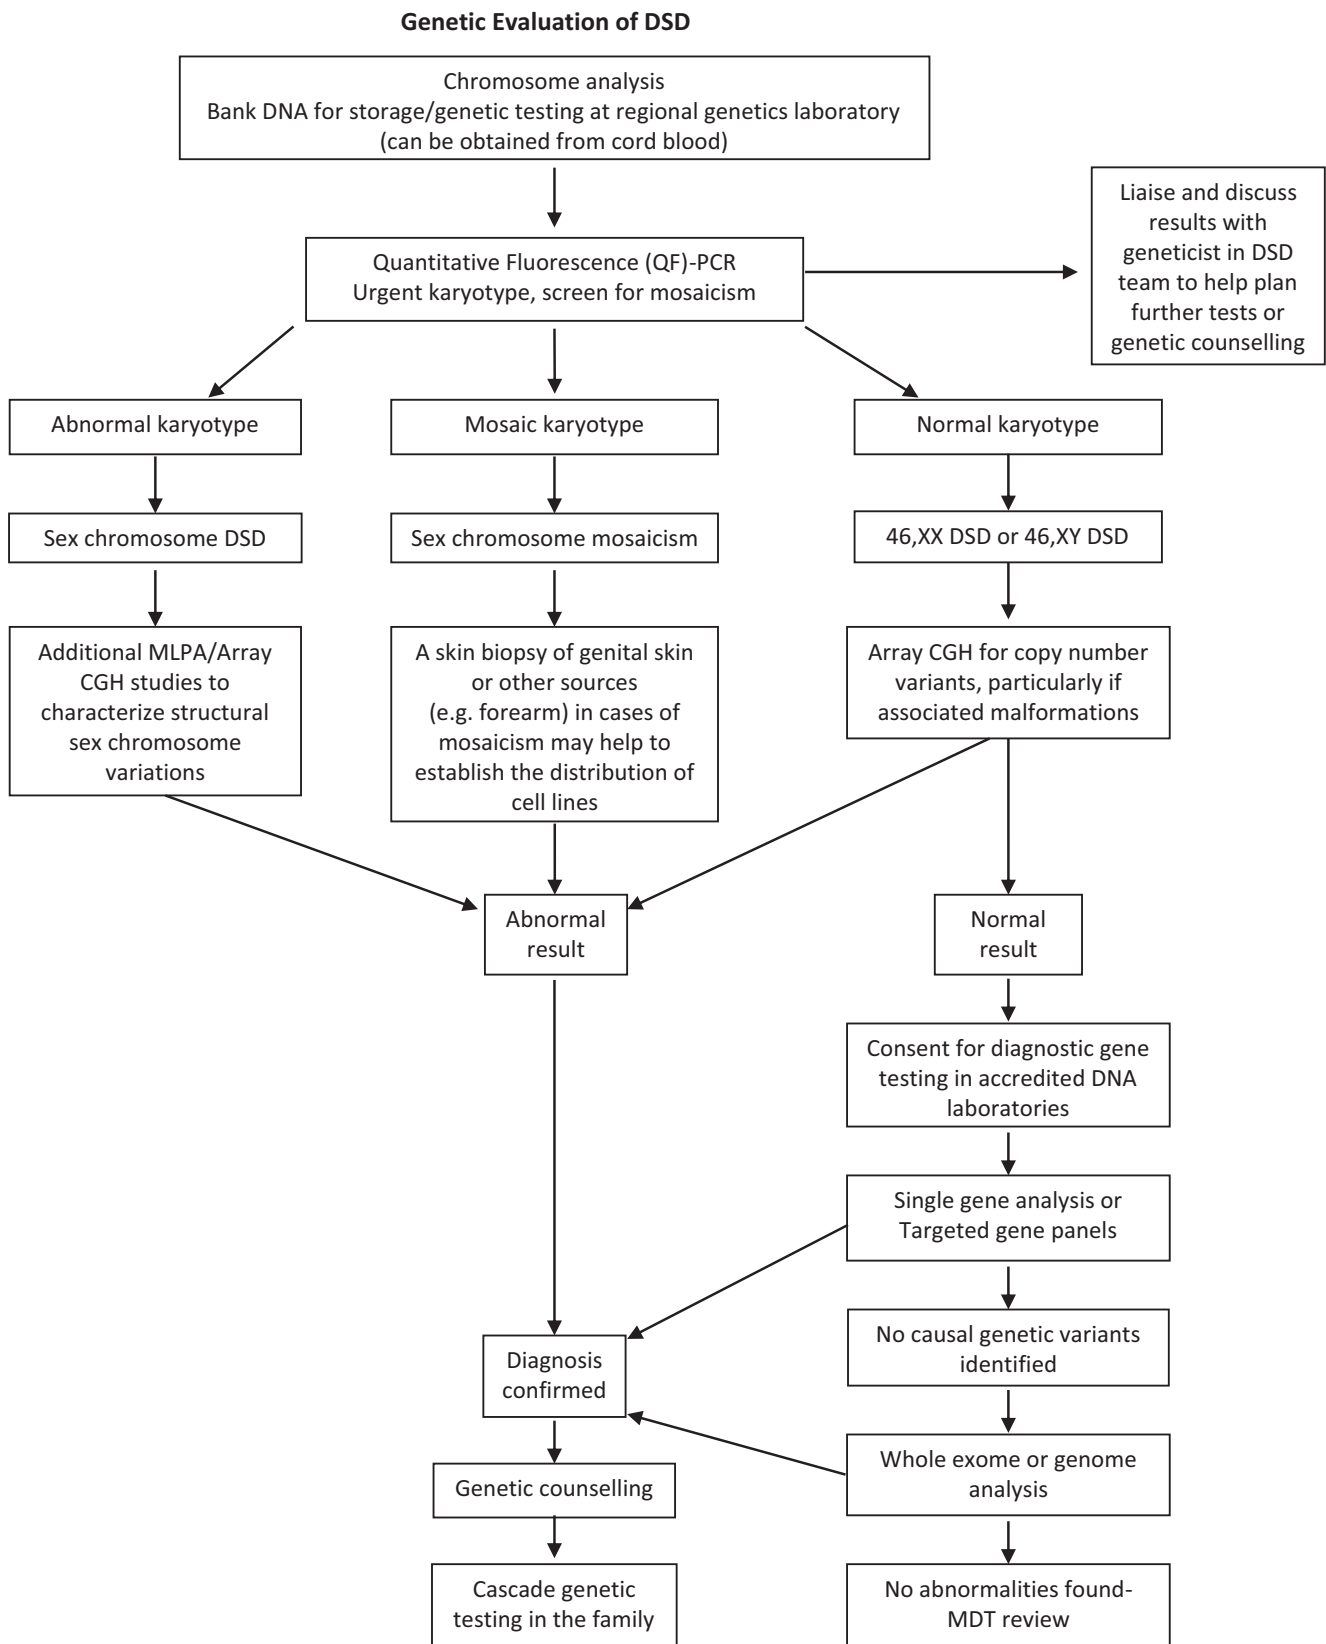 Genetic Evaluation of DSD
Chromosome analysis
Bank DNA for storage/genetic testing at regional genetics laboratory
(can be obtained from cord blood)
Liaise and discuss
results with
geneticist in DSD
team to help plan
further tests or
genetic counselling
Quantitative Fluorescence (QF)-PCR
Urgent karyotype, screen for mosaicism
Abnormal karyotype
Mosaic karyotype
Normal karyotype
Sex chromosome DSD
Sex chromosome mosaicism
46,XX DSD or 46,XY DSD
Additional MLPA/Array
CGH studies to
characterize structural
sex chromosome
variations
A skin biopsy of genital skin
or other sources
(e.g. forearm) in cases of
mosaicism may help to
establish the distribution of
cell lines
Array CGH for copy number
variants, particularly if
associated malformations
Abnormal
result
Normal
result
Consent for diagnostic gene
testing in accredited DNA
laboratories
Single gene analysis or
Targeted gene panels
No causal genetic variants
identified
Diagnosis
confirmed
Whole exome or genome
analysis
Genetic counselling
Cascade genetic
testing in the family
No abnormalities found-
MDT review